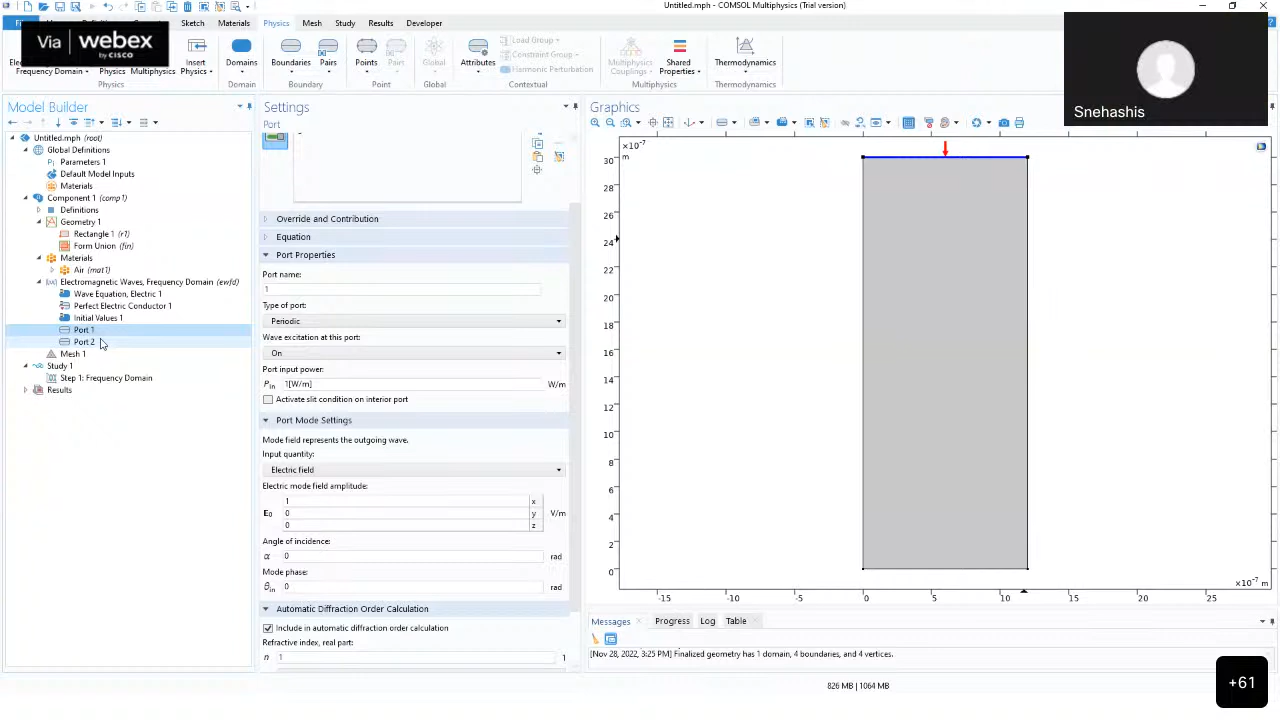 Untitled.mph - COMSOL Multiphysics (Trial version)
Via webex
by CISCO
Sketch Materials Physics Mesh Study Results Developer
Frequency Domain Physics Multiphysics
Insert
Physics
Domains
Boundaries Pairs
Points Pairs
Global
Attributes
Load Group
Constraint Group
Harmonic Perturbation
Multiphysics
Couplings
Shared
Properties
Thermodynamics
Physics Domain Boundary Point Global Contextual Multiphysics Thermodynamics
Snehashis
Model Builder
Untitled.mph (root)
Global Definitions
Parameters 1
Default Model Inputs
Materials
Component 1 (comp1)
Definitions
Geometry 1
Rectangle 1 (r1)
Form Union (fin)
Materials
Air (mat1)
Electromagnetic Waves, Frequency Domain (ewfd)
Wave Equation, Electric 1
Perfect Electric Conductor 1
Initial Values 1
Port 1
Port 2
Mesh 1
Study 1
Step 1: Frequency Domain
Results
Settings
Port
Override and Contribution
Equation
Port Properties
Port name:
1
Type of port:
Periodic
Wave excitation at this port:
On
Port input power:
Pin 1[W/m] W/m
Activate slit condition on interior port
Port Mode Settings
Mode field represents the outgoing wave.
Input quantity:
Electric field
Electric mode field amplitude:
1 x
E0 0 y V/m
0 z
Angle of incidence:
α 0 rad
Mode phase:
θin 0 rad
Automatic Diffraction Order Calculation
Include in automatic diffraction order calculation
Refractive index, real part:
n 1 1
Graphics
×10⁻⁷
m
30
28
26
24
22
20
18
16
14
12
10
8
6
4
2
0
×10⁻⁷ m
-15 -10 -5 0 5 10 15 20 25
Messages Progress Log Table
[Nov 28, 2022, 3:25 PM] Finalized geometry has 1 domain, 4 boundaries, and 4 vertices.
826 MB | 1064 MB
+61